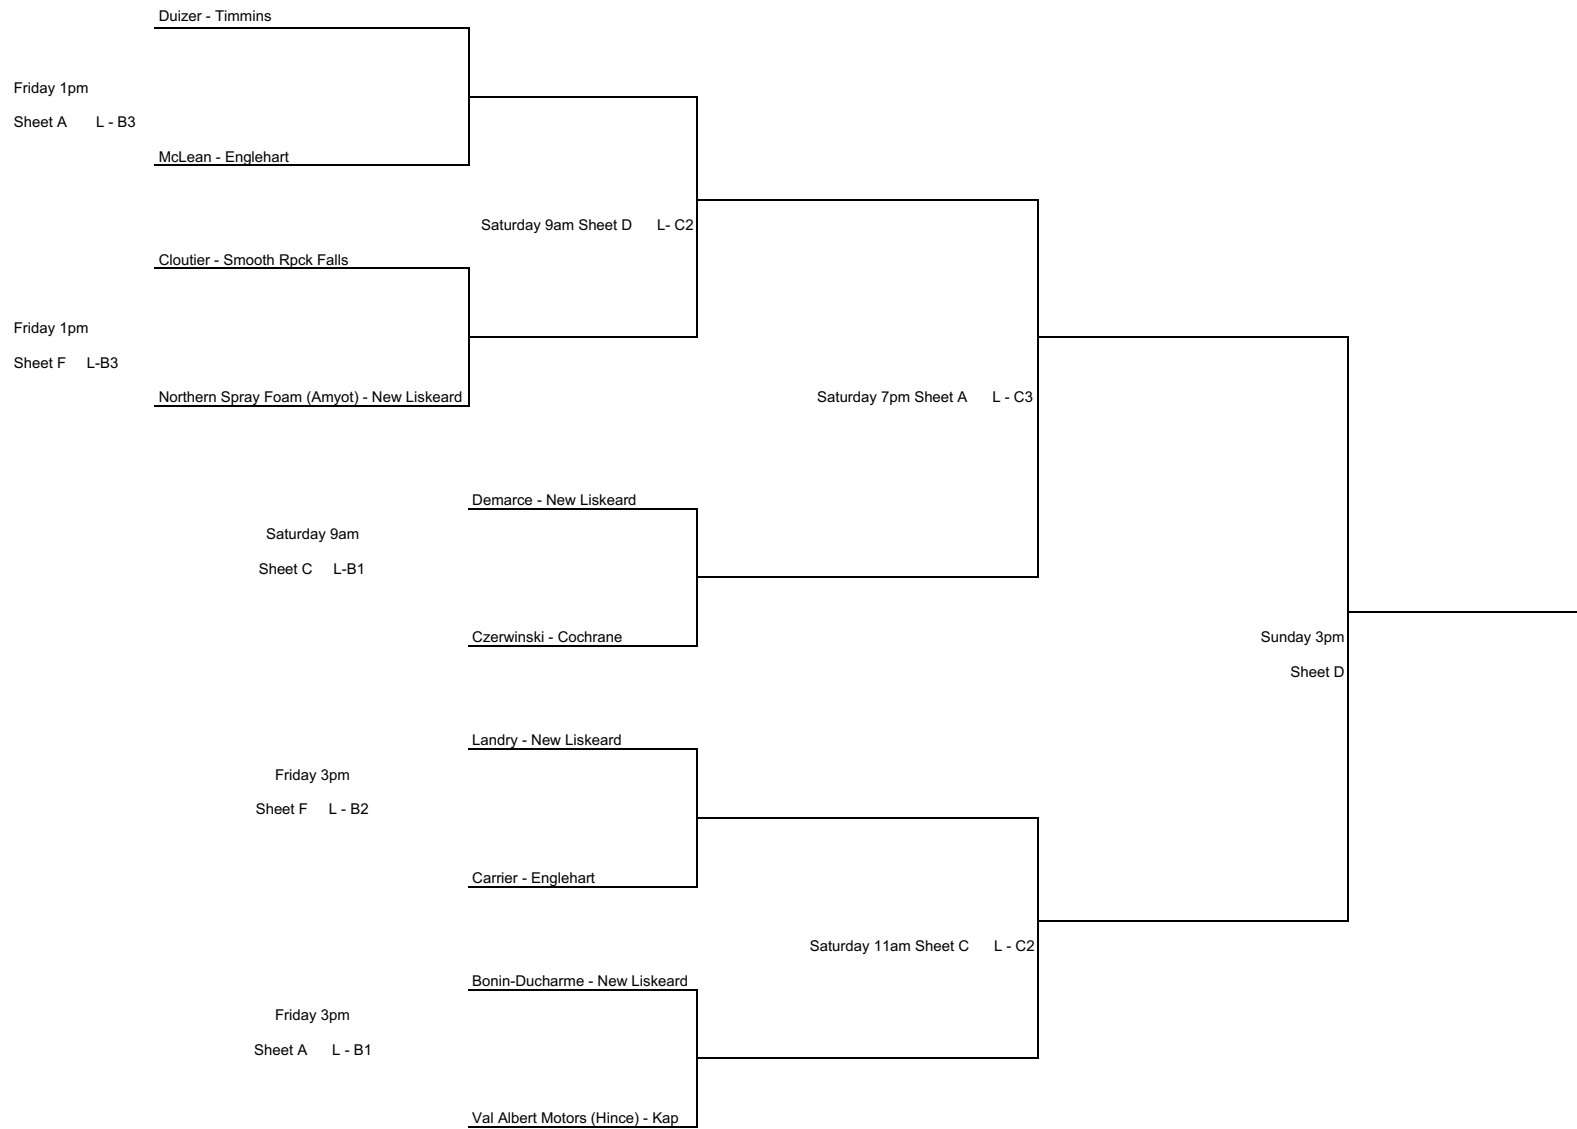 Duizer - Timmins
Friday 1pm
Sheet A L - B3
McLean - Englehart
Saturday 9am Sheet D L- C2
Cloutier - Smooth Rpck Falls
Friday 1pm
Sheet F L-B3
Northern Spray Foam (Amyot) - New Liskeard
Saturday 7pm Sheet A L - C3
Demarce - New Liskeard
Saturday 9am
Sheet C L-B1
Czerwinski - Cochrane
Sunday 3pm
Sheet D
Landry - New Liskeard
Friday 3pm
Sheet F L - B2
Carrier - Englehart
Saturday 11am Sheet C L - C2
Bonin-Ducharme - New Liskeard
Friday 3pm
Sheet A L - B1
Val Albert Motors (Hince) - Kap